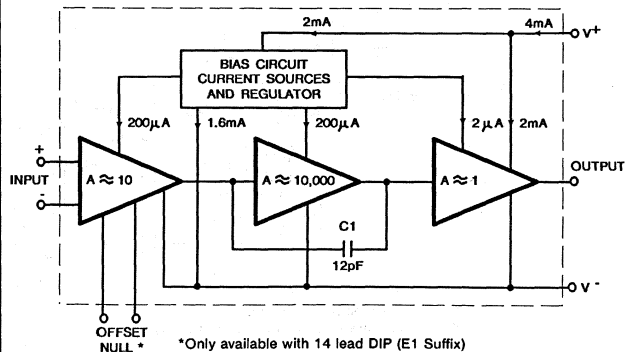 2mA
4mA
V+
BIAS CIRCUIT
CURRENT SOURCES
AND REGULATOR
200µA
1.6mA
200µA
2µA
2mA
+
INPUT
-
A ≈ 10
A ≈ 10,000
A ≈ 1
OUTPUT
C1
12pF
V-
OFFSET
NULL *
*Only available with 14 lead DIP (E1 Suffix)